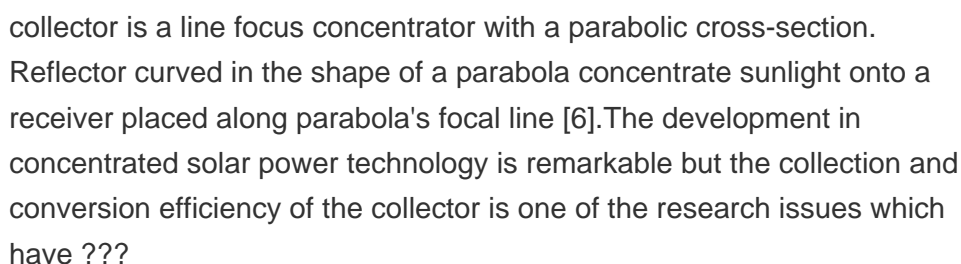 collector is a line focus concentrator with a parabolic cross-section.
Reflector curved in the shape of a parabola concentrate sunlight onto a
receiver placed along parabola's focal line [6].The development in
concentrated solar power technology is remarkable but the collection and
conversion efficiency of the collector is one of the research issues which
have ???